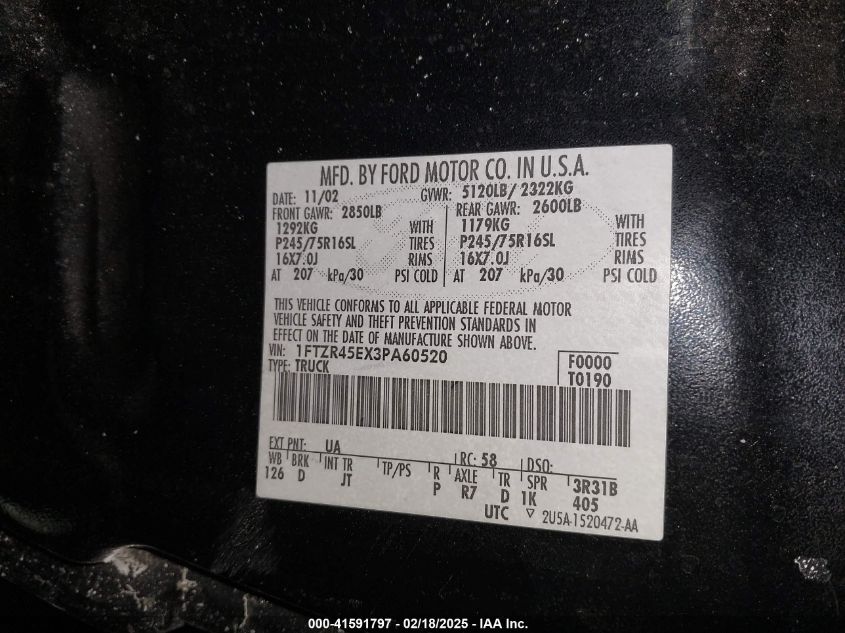 MFD. BY FORD MOTOR CO. IN U.S.A.
DATE: 11/02 GVWR: 5120LB/ 2322KG
FRONT GAWR: 2850LB REAR GAWR: 2600LB
1292KG WITH 1179KG WITH
P245/75R16SL TIRES P245/75R16SL TIRES
16X7.0J RIMS 16X7.0J RIMS
AT 207 kPa/30 PSI COLD AT 207 kPa/30 PSI COLD
THIS VEHICLE CONFORMS TO ALL APPLICABLE FEDERAL MOTOR
VEHICLE SAFETY AND THEFT PREVENTION STANDARDS IN
EFFECT ON THE DATE OF MANUFACTURE SHOWN ABOVE.
VIN: 1FTZR45EX3PA60520 F0000
TYPE: TRUCK T0190
EXT PNT: UA RC: 58 DSO:
WB BRK INT TR TP/PS R AXLE TR SPR 3R31B
126 D JT P R7 D 1K 405
UTC ▽ 2U5A-1520472-AA
000-41591797 - 02/18/2025 - IAA Inc.